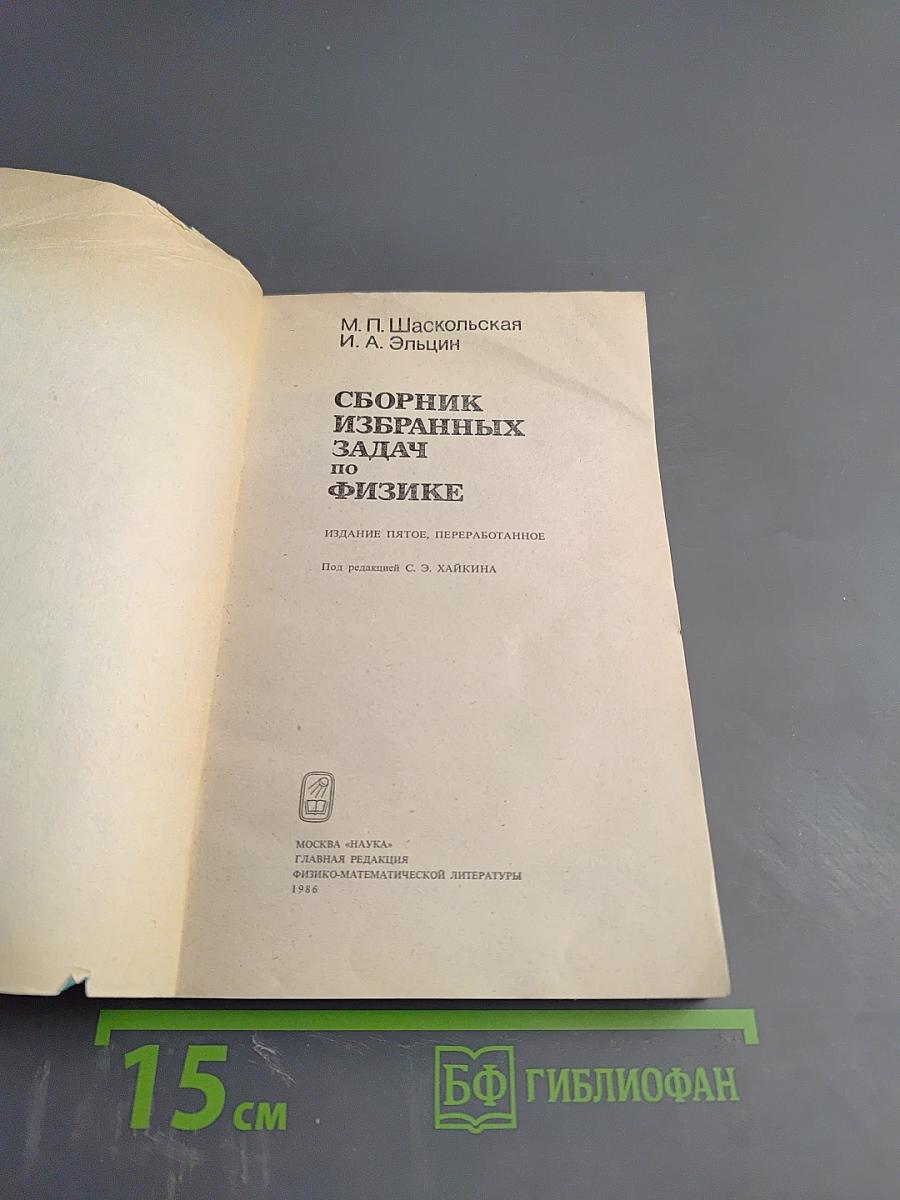 М. П. Шаскольская
И. А. Эльцин
СБОРНИК
ИЗБРАННЫХ
ЗАДАЧ
ПО
ФИЗИКЕ
ИЗДАНИЕ ПЯТОЕ, ПЕРЕРАБОТАННОЕ
Под редакцией С. Э. ХАЙКИНА
МОСКВА «НАУКА»
ГЛАВНАЯ РЕДАКЦИЯ
ФИЗИКО-МАТЕМАТИЧЕСКОЙ ЛИТЕРАТУРЫ
1986
15 см
БФ ГИБЛИОФАН